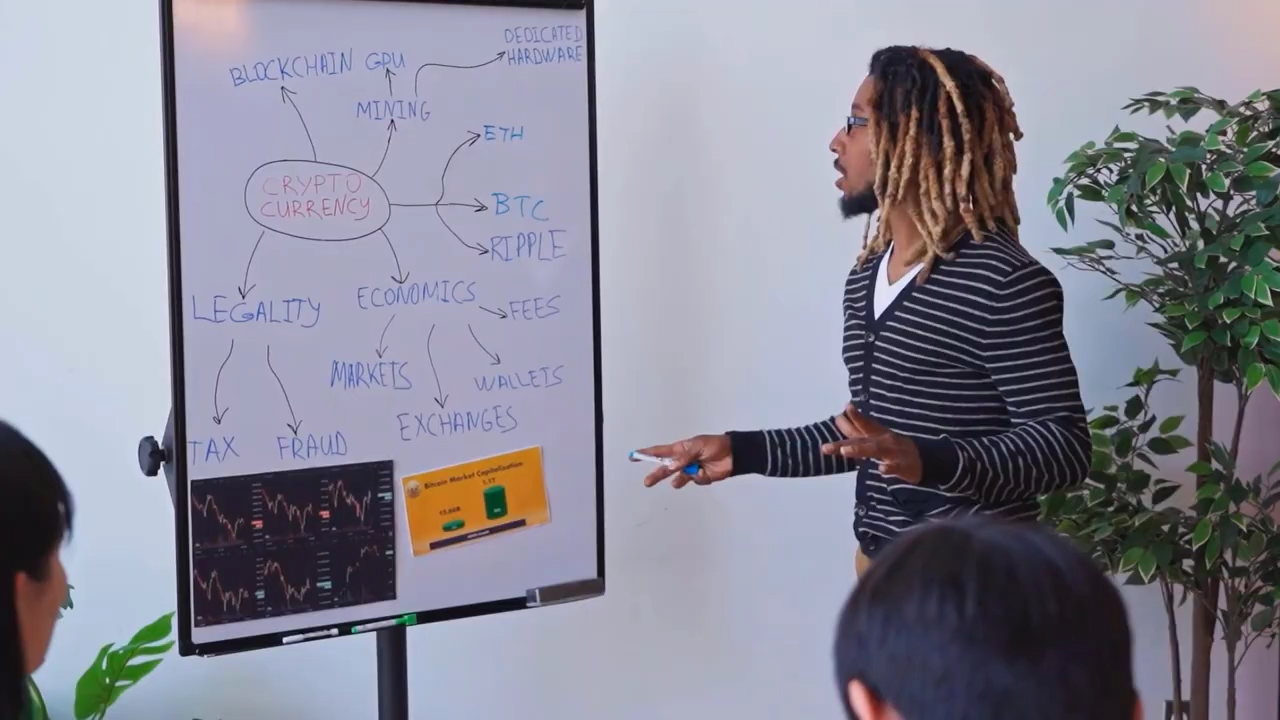 DEDICATED
HARDWARE
BLOCKCHAIN
GPU
MINING
ETH
CRYPTO
CURRENCY
BTC
RIPPLE
LEGALITY
ECONOMICS
FEES
MARKETS
WALLETS
EXCHANGES
TAX
FRAUD
Bitcoin Market Capitalization